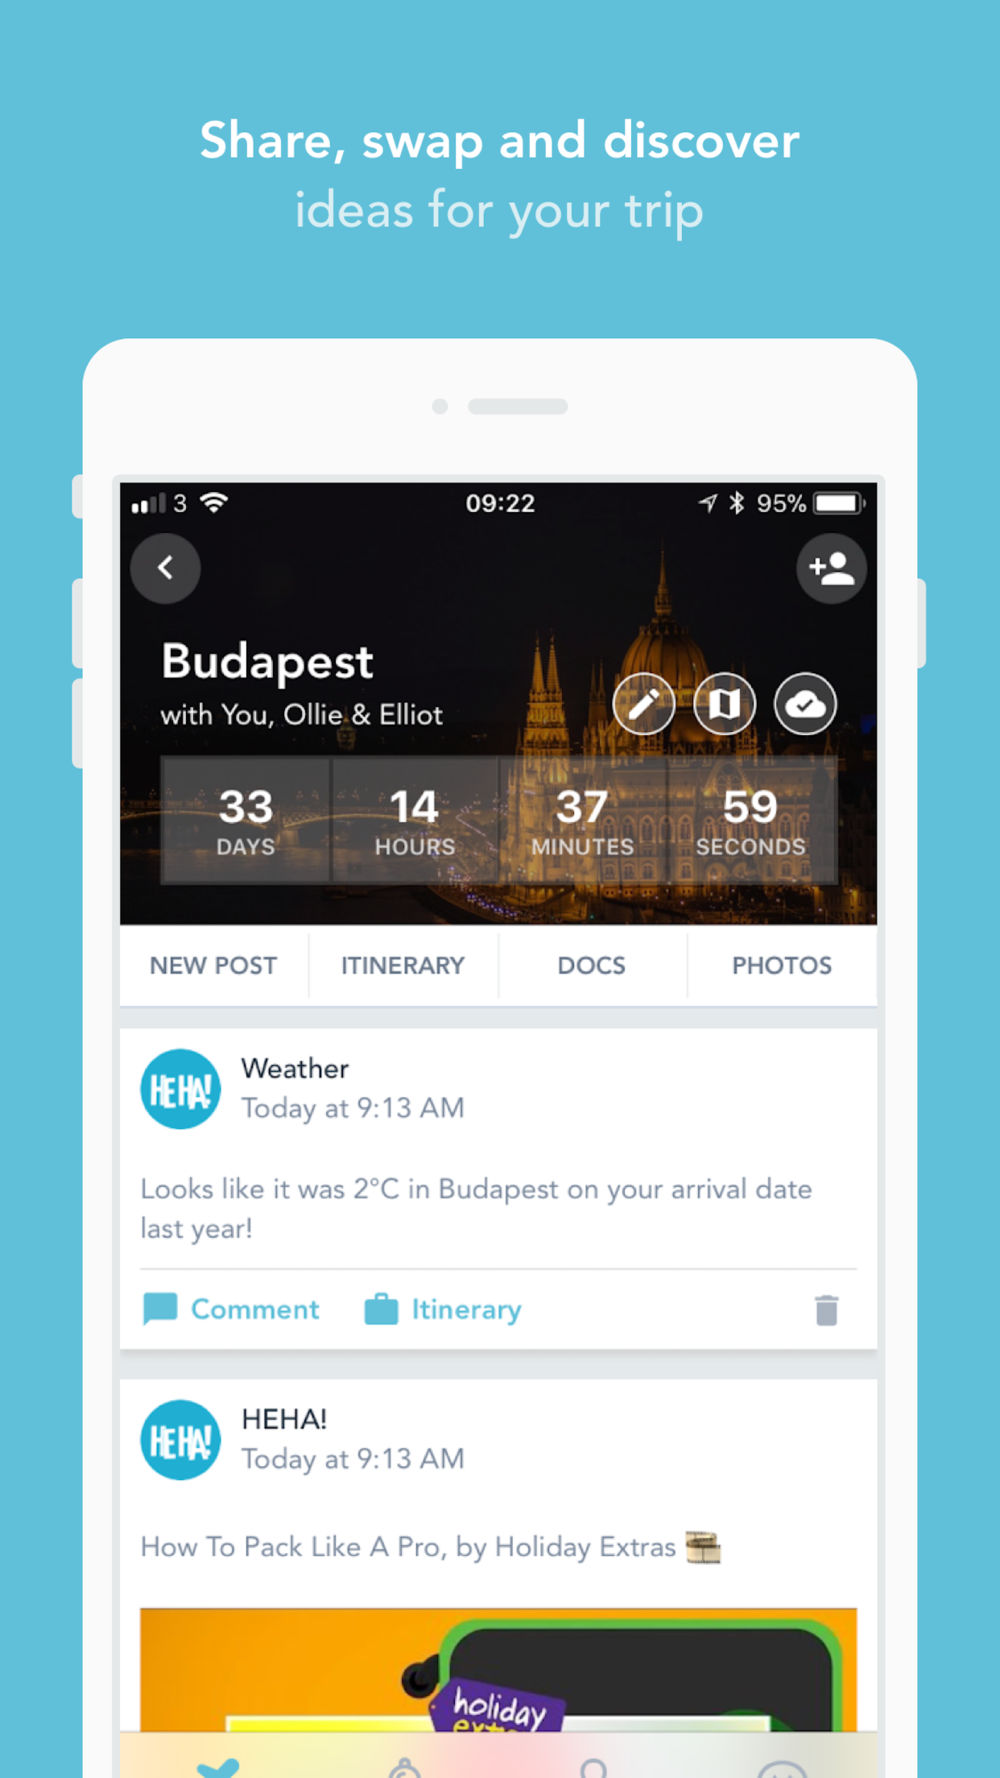 Share, swap and discover
ideas for your trip
3 09:22 95%
Budapest
with You, Ollie & Elliot
33 14 37 59
DAYS HOURS MINUTES SECONDS
NEW POST ITINERARY DOCS PHOTOS
HEHA! Weather
Today at 9:13 AM
Looks like it was 2°C in Budapest on your arrival date
last year!
Comment Itinerary
HEHA! HEHA!
Today at 9:13 AM
How To Pack Like A Pro, by Holiday Extras
holiday